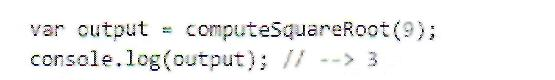 var output = computeSquareRoot(9);
console.log(output); // --> 3